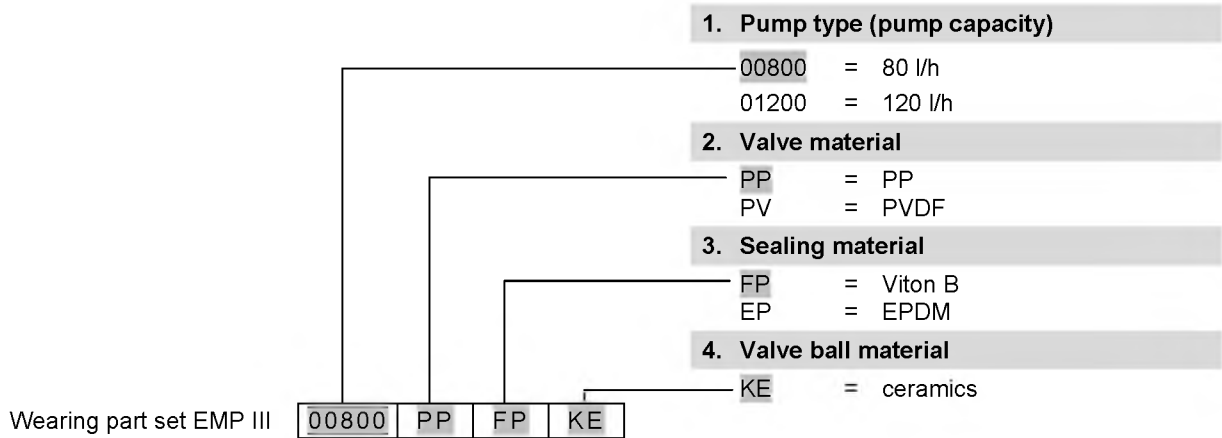 1. Pump type (pump capacity)
00800 = 80 l/h
01200 = 120 l/h
2. Valve material
PP = PP
PV = PVDF
3. Sealing material
FP = Viton B
EP = EPDM
4. Valve ball material
KE = ceramics
Wearing part set EMP III 00800 PP FP KE